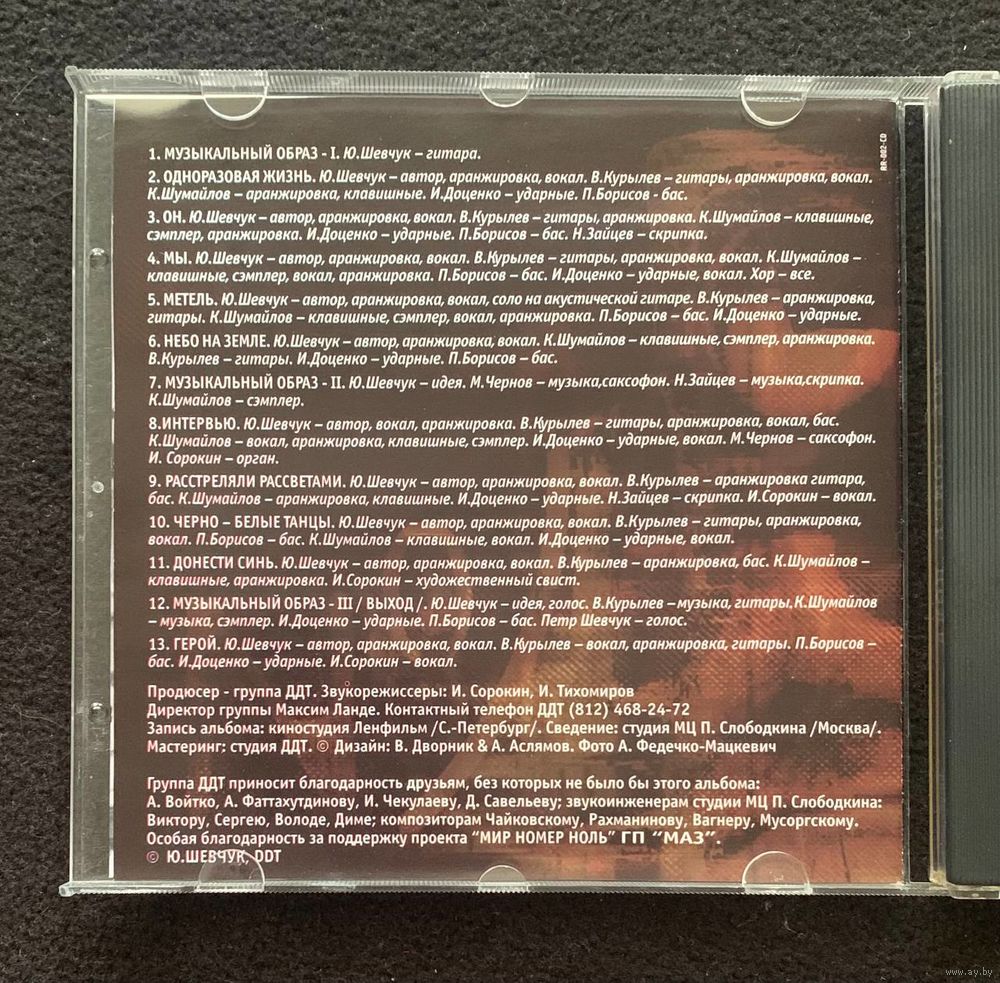 RR-002-CD
1. МУЗЫКАЛЬНЫЙ ОБРАЗ - I. Ю.Шевчук – гитара.
2. ОДНОРАЗОВАЯ ЖИЗНЬ. Ю.Шевчук – автор, аранжировка, вокал. В.Курылев – гитары, аранжировка, вокал.
К.Шумайлов – аранжировка, клавишные. И.Доценко – ударные. П.Борисов - бас.
3. ОН. Ю.Шевчук – автор, аранжировка, вокал. В.Курылев – гитары, аранжировка. К.Шумайлов – клавишные,
сэмплер, аранжировка. И.Доценко – ударные. П.Борисов – бас. Н.Зайцев – скрипка.
4. МЫ. Ю.Шевчук – автор, аранжировка, вокал. В.Курылев – гитары, аранжировка, вокал. К.Шумайлов –
клавишные, сэмплер, вокал, аранжировка. П.Борисов – бас. И.Доценко – ударные, вокал. Хор – все.
5. МЕТЕЛЬ. Ю.Шевчук – автор, аранжировка, вокал, соло на акустической гитаре. В.Курылев – аранжировка,
гитары. К.Шумайлов – клавишные, сэмплер, вокал, аранжировка. П.Борисов – бас. И.Доценко – ударные.
6. НЕБО НА ЗЕМЛЕ. Ю.Шевчук – автор, аранжировка, вокал. К.Шумайлов – клавишные, сэмплер, аранжировка.
В.Курылев – гитары. И.Доценко – ударные. П.Борисов – бас.
7. МУЗЫКАЛЬНЫЙ ОБРАЗ - II. Ю.Шевчук – идея. М.Чернов – музыка,саксофон. Н.Зайцев – музыка,скрипка.
К.Шумайлов – сэмплер.
8.ИНТЕРВЬЮ. Ю.Шевчук – автор, вокал, аранжировка. В.Курылев – гитары, аранжировка, вокал, бас.
К.Шумайлов – вокал, аранжировка, клавишные, сэмплер. И.Доценко – ударные, вокал. М.Чернов – саксофон.
И. Сорокин – орган.
9. РАССТРЕЛЯЛИ РАССВЕТАМИ. Ю.Шевчук – автор, аранжировка, вокал. В.Курылев – аранжировка гитара,
бас. К.Шумайлов – аранжировка, клавишные. И.Доценко – ударные. Н.Зайцев – скрипка. И.Сорокин – вокал.
10. ЧЕРНО – БЕЛЫЕ ТАНЦЫ. Ю.Шевчук – автор, аранжировка, вокал. В.Курылев – гитары, аранжировка,
вокал. П.Борисов – бас. К.Шумайлов – клавишные, вокал. И.Доценко – ударные, вокал.
11. ДОНЕСТИ СИНЬ. Ю.Шевчук – автор, аранжировка, вокал. В.Курылев – аранжировка, бас. К.Шумайлов –
клавишные, аранжировка. И.Сорокин – художественный свист.
12. МУЗЫКАЛЬНЫЙ ОБРАЗ - III / ВЫХОД /. Ю.Шевчук – идея, голос. В.Курылев –музыка, гитары,К.Шумайлов
– музыка, сэмплер. И.Доценко – ударные. П.Борисов – бас. Петр Шевчук – голос.
13. ГЕРОЙ. Ю.Шевчук – автор, аранжировка, вокал. В.Курылев – вокал, аранжировка, гитары. П.Борисов –
бас. И.Доценко – ударные. И.Сорокин – вокал.
Продюсер - группа ДДТ. Звукорежиссеры: И. Сорокин, И. Тихомиров
Директор группы Максим Ланде. Контактный телефон ДДТ (812) 468-24-72
Запись альбома: киностудия Ленфильм /С.-Петербург/. Сведение: студия МЦ П. Слободкина /Москва/.
Мастеринг: студия ДДТ. © Дизайн: В. Дворник & А. Аслямов. Фото А. Федечко-Мацкевич
Группа ДДТ приносит благодарность друзьям, без которых не было бы этого альбома:
А. Войтко, А. Фаттахутдинову, И. Чекулаеву, Д. Савельеву; звукоинженерам студии МЦ П. Слободкина:
Виктору, Сергею, Володе, Диме; композиторам Чайковскому, Рахманинову, Вагнеру, Мусоргскому.
Особая благодарность за поддержку проекта “МИР НОМЕР НОЛЬ” ГП “МАЗ”.
© Ю.ШЕВЧУК, DDT
www.ay.by